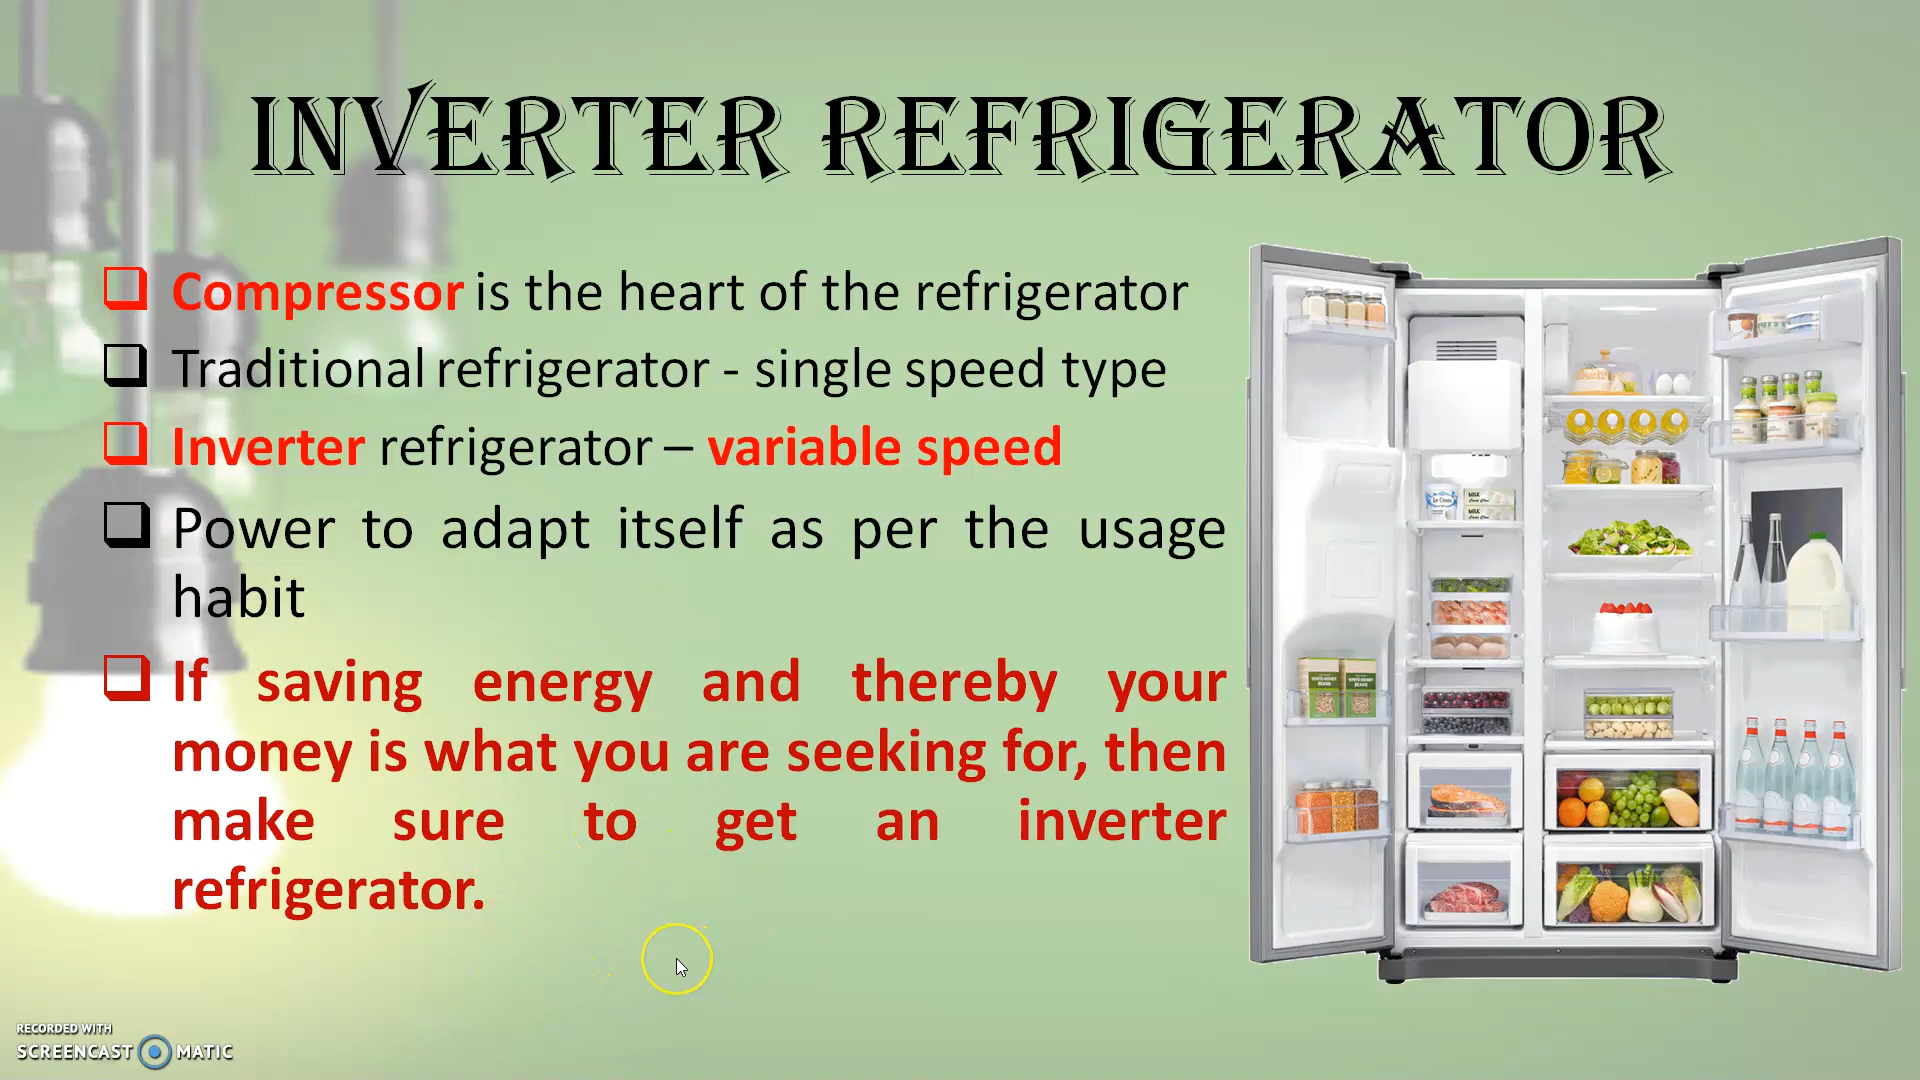 INVERTER REFRIGERATOR
Compressor is the heart of the refrigerator
Traditional refrigerator - single speed type
Inverter refrigerator – variable speed
Power to adapt itself as per the usage
habit
If saving energy and thereby your
money is what you are seeking for, then
make sure to get an inverter
refrigerator.
RECORDED WITH
SCREENCAST MATIC